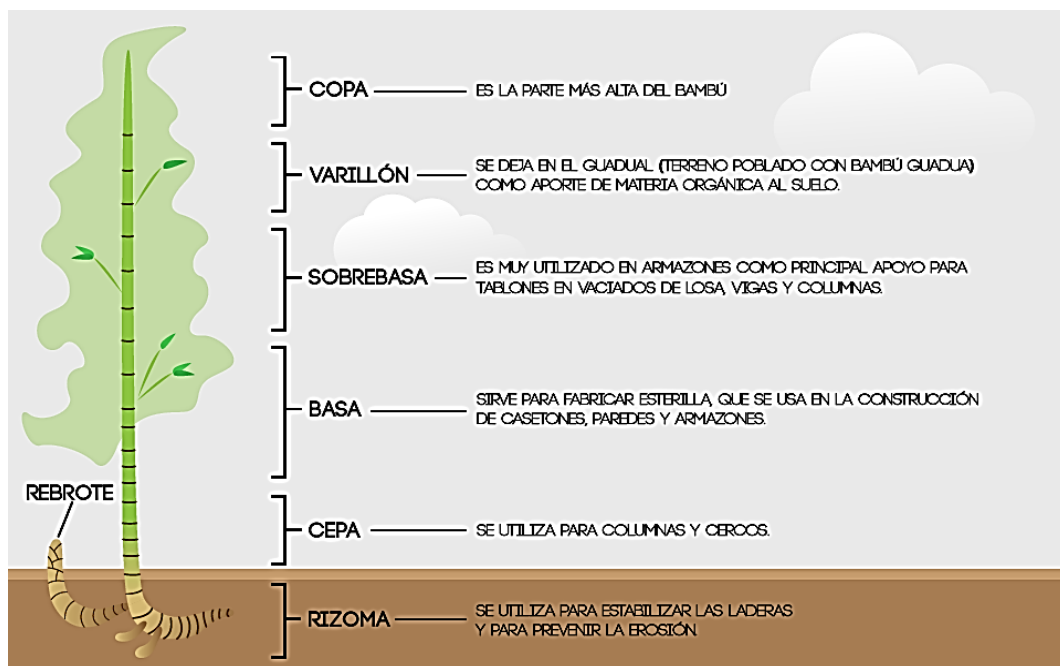 COPA
ES LA PARTE MÁS ALTA DEL BAMBÚ
VARILLÓN
SE DEJA EN EL GUADUAL (TERRENO POBLADO CON BAMBÚ GUADUA)
COMO APORTE DE MATERIA ORGÁNICA AL SUELO.
SOBREBASA
ES MUY UTILIZADO EN ARMAZONES COMO PRINCIPAL APOYO PARA
TABLONES EN VACIADOS DE LOSA, VIGAS Y COLUMNAS.
BASA
SIRVE PARA FABRICAR ESTERILLA, QUE SE USA EN LA CONSTRUCCIÓN
DE CASETONES, PAREDES Y ARMAZONES.
REBROTE
CEPA
SE UTILIZA PARA COLUMNAS Y CERCOS.
RIZOMA
SE UTILIZA PARA ESTABILIZAR LAS LADERAS
Y PARA PREVENIR LA EROSIÓN.